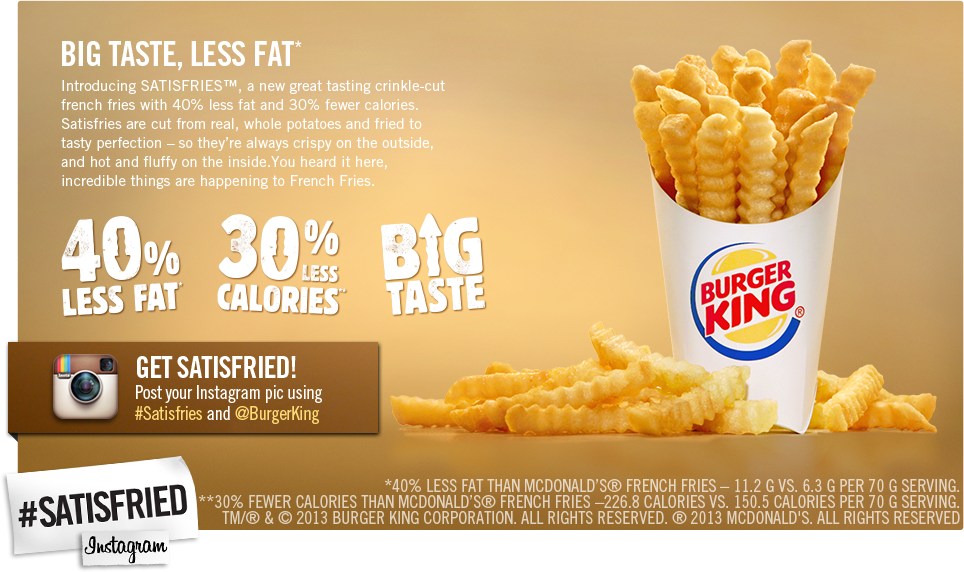 BIG TASTE, LESS FAT*
Introducing SATISFRIES™, a new great tasting crinkle-cut
french fries with 40% less fat and 30% fewer calories.
Satisfries are cut from real, whole potatoes and fried to
tasty perfection – so they're always crispy on the outside,
and hot and fluffy on the inside.You heard it here,
incredible things are happening to French Fries.
40%
LESS FAT*
30%
LESS
CALORIES**
BIG
TASTE
BURGER
KING®
GET SATISFRIED!
Post your Instagram pic using
#Satisfries and @BurgerKing
#SATISFRIED
Instagram
*40% LESS FAT THAN MCDONALD'S® FRENCH FRIES – 11.2 G VS. 6.3 G PER 70 G SERVING.
**30% FEWER CALORIES THAN MCDONALD'S® FRENCH FRIES –226.8 CALORIES VS. 150.5 CALORIES PER 70 G SERVING.
TM/® & © 2013 BURGER KING CORPORATION. ALL RIGHTS RESERVED. ® 2013 MCDONALD'S. ALL RIGHTS RESERVED